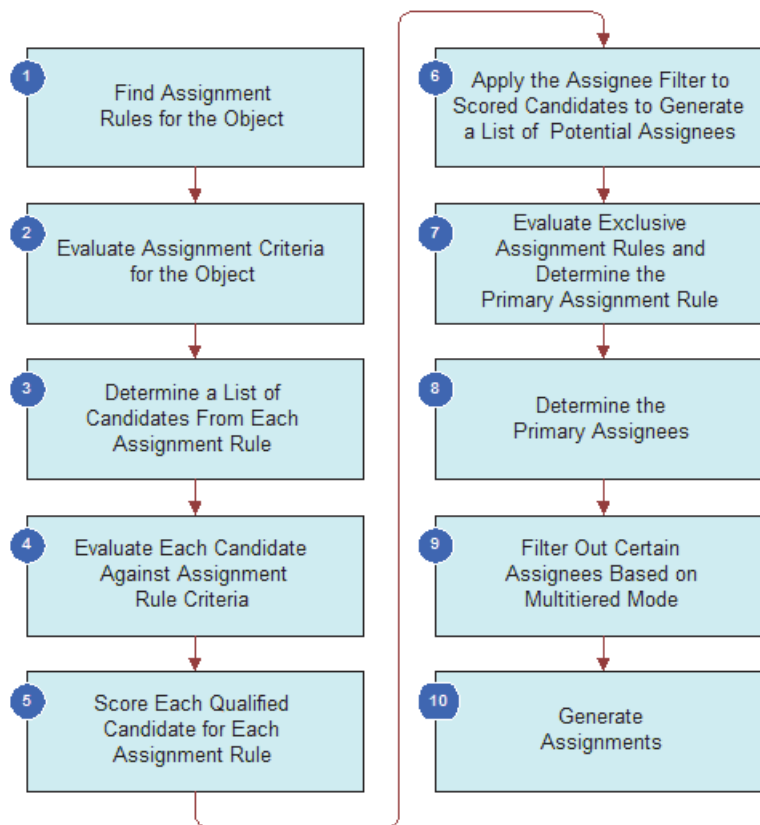 1
Find Assignment
Rules for the Object
2
Evaluate Assignment Criteria
for the Object
3
Determine a List of
Candidates From Each
Assignment Rule
4
Evaluate Each Candidate
Against Assignment
Rule Criteria
5
Score Each Qualified
Candidate for Each
Assignment Rule
6
Apply the Assignee Filter to
Scored Candidates to Generate
a List of Potential Assignees
7
Evaluate Exclusive
Assignment Rules and
Determine the
Primary Assignment Rule
8
Determine the
Primary Assignees
9
Filter Out Certain
Assignees Based on
Multitiered Mode
10
Generate
Assignments